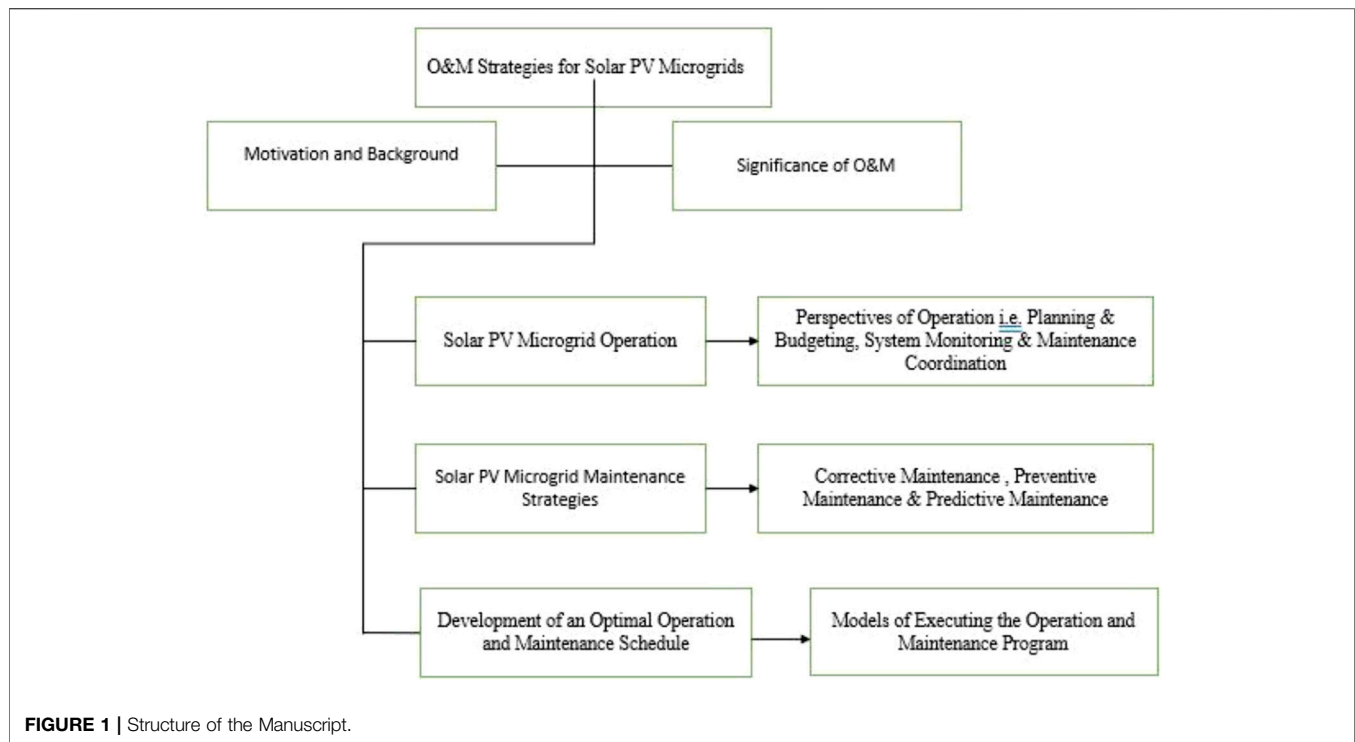 O&M Strategies for Solar PV Microgrids
Motivation and Background
Significance of O&M
Solar PV Microgrid Operation
Perspectives of Operation i.e. Planning &
Budgeting, System Monitoring & Maintenance
Coordination
Solar PV Microgrid Maintenance
Strategies
Corrective Maintenance , Preventive
Maintenance & Predictive Maintenance
Development of an Optimal Operation
and Maintenance Schedule
Models of Executing the Operation and
Maintenance Program
FIGURE 1 | Structure of the Manuscript.